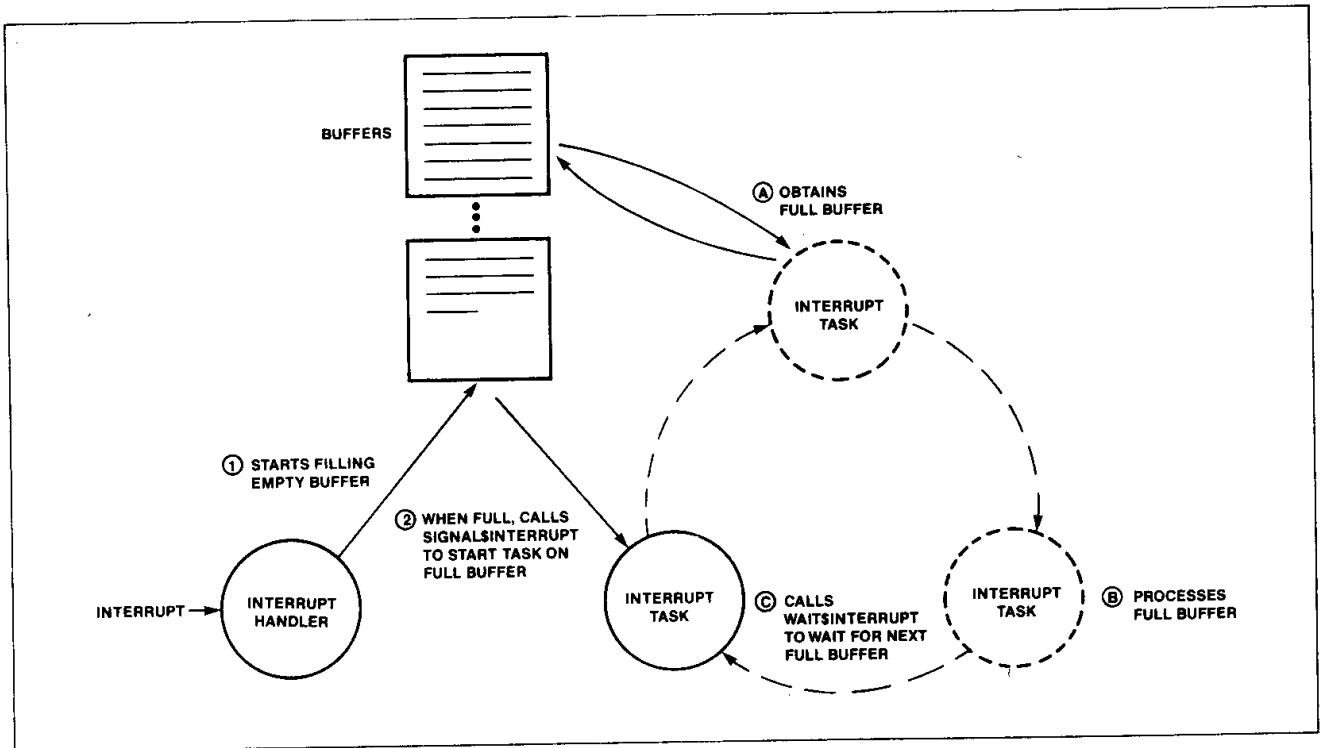 BUFFERS
Ⓐ OBTAINS
FULL BUFFER
INTERRUPT
TASK
① STARTS FILLING
EMPTY BUFFER
② WHEN FULL, CALLS
SIGNAL$INTERRUPT
TO START TASK ON
FULL BUFFER
INTERRUPT
INTERRUPT
HANDLER
INTERRUPT
TASK
Ⓒ CALLS
WAIT$INTERRUPT
TO WAIT FOR NEXT
FULL BUFFER
INTERRUPT
TASK
Ⓑ PROCESSES
FULL BUFFER